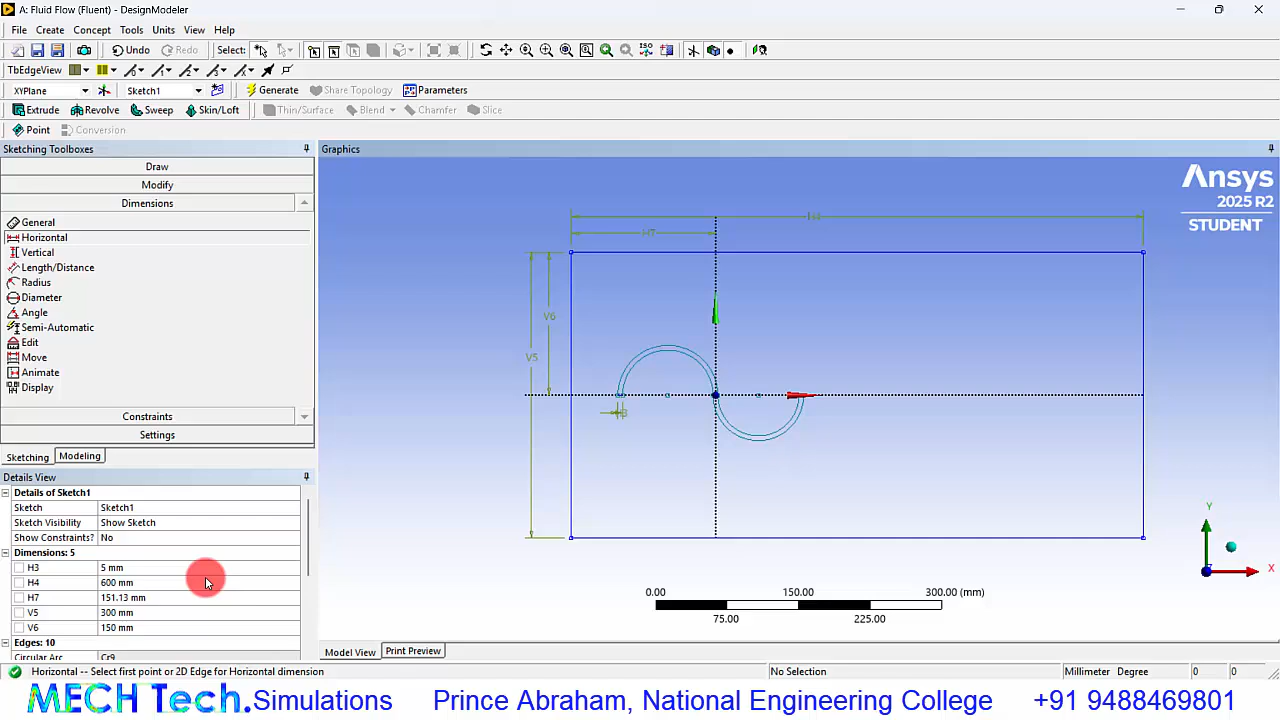 A: Fluid Flow (Fluent) - DesignModeler
File Create Concept Tools Units View Help
Undo Redo Select:
TbEdgeView
XYPlane Sketch1 Generate Share Topology Parameters
Extrude Revolve Sweep Skin/Loft Thin/Surface Blend Chamfer Slice
Point Conversion
Sketching Toolboxes
Draw
Modify
Dimensions
General
Horizontal
Vertical
Length/Distance
Radius
Diameter
Angle
Semi-Automatic
Edit
Move
Animate
Display
Constraints
Settings
Sketching Modeling
Details View
Details of Sketch1
Sketch Sketch1
Sketch Visibility Show Sketch
Show Constraints? No
Dimensions: 5
H3 5 mm
H4 600 mm
H7 151.13 mm
V5 300 mm
V6 150 mm
Edges: 10
Circular Arc Cr9
Graphics
Ansys
2025 R2
STUDENT
H7
V6
V5
Y
X
0.00 150.00 300.00 (mm)
75.00 225.00
Model View Print Preview
Horizontal -- Select first point or 2D Edge for Horizontal dimension No Selection Millimeter Degree 0 0
MECH Tech.Simulations Prince Abraham, National Engineering College +91 9488469801